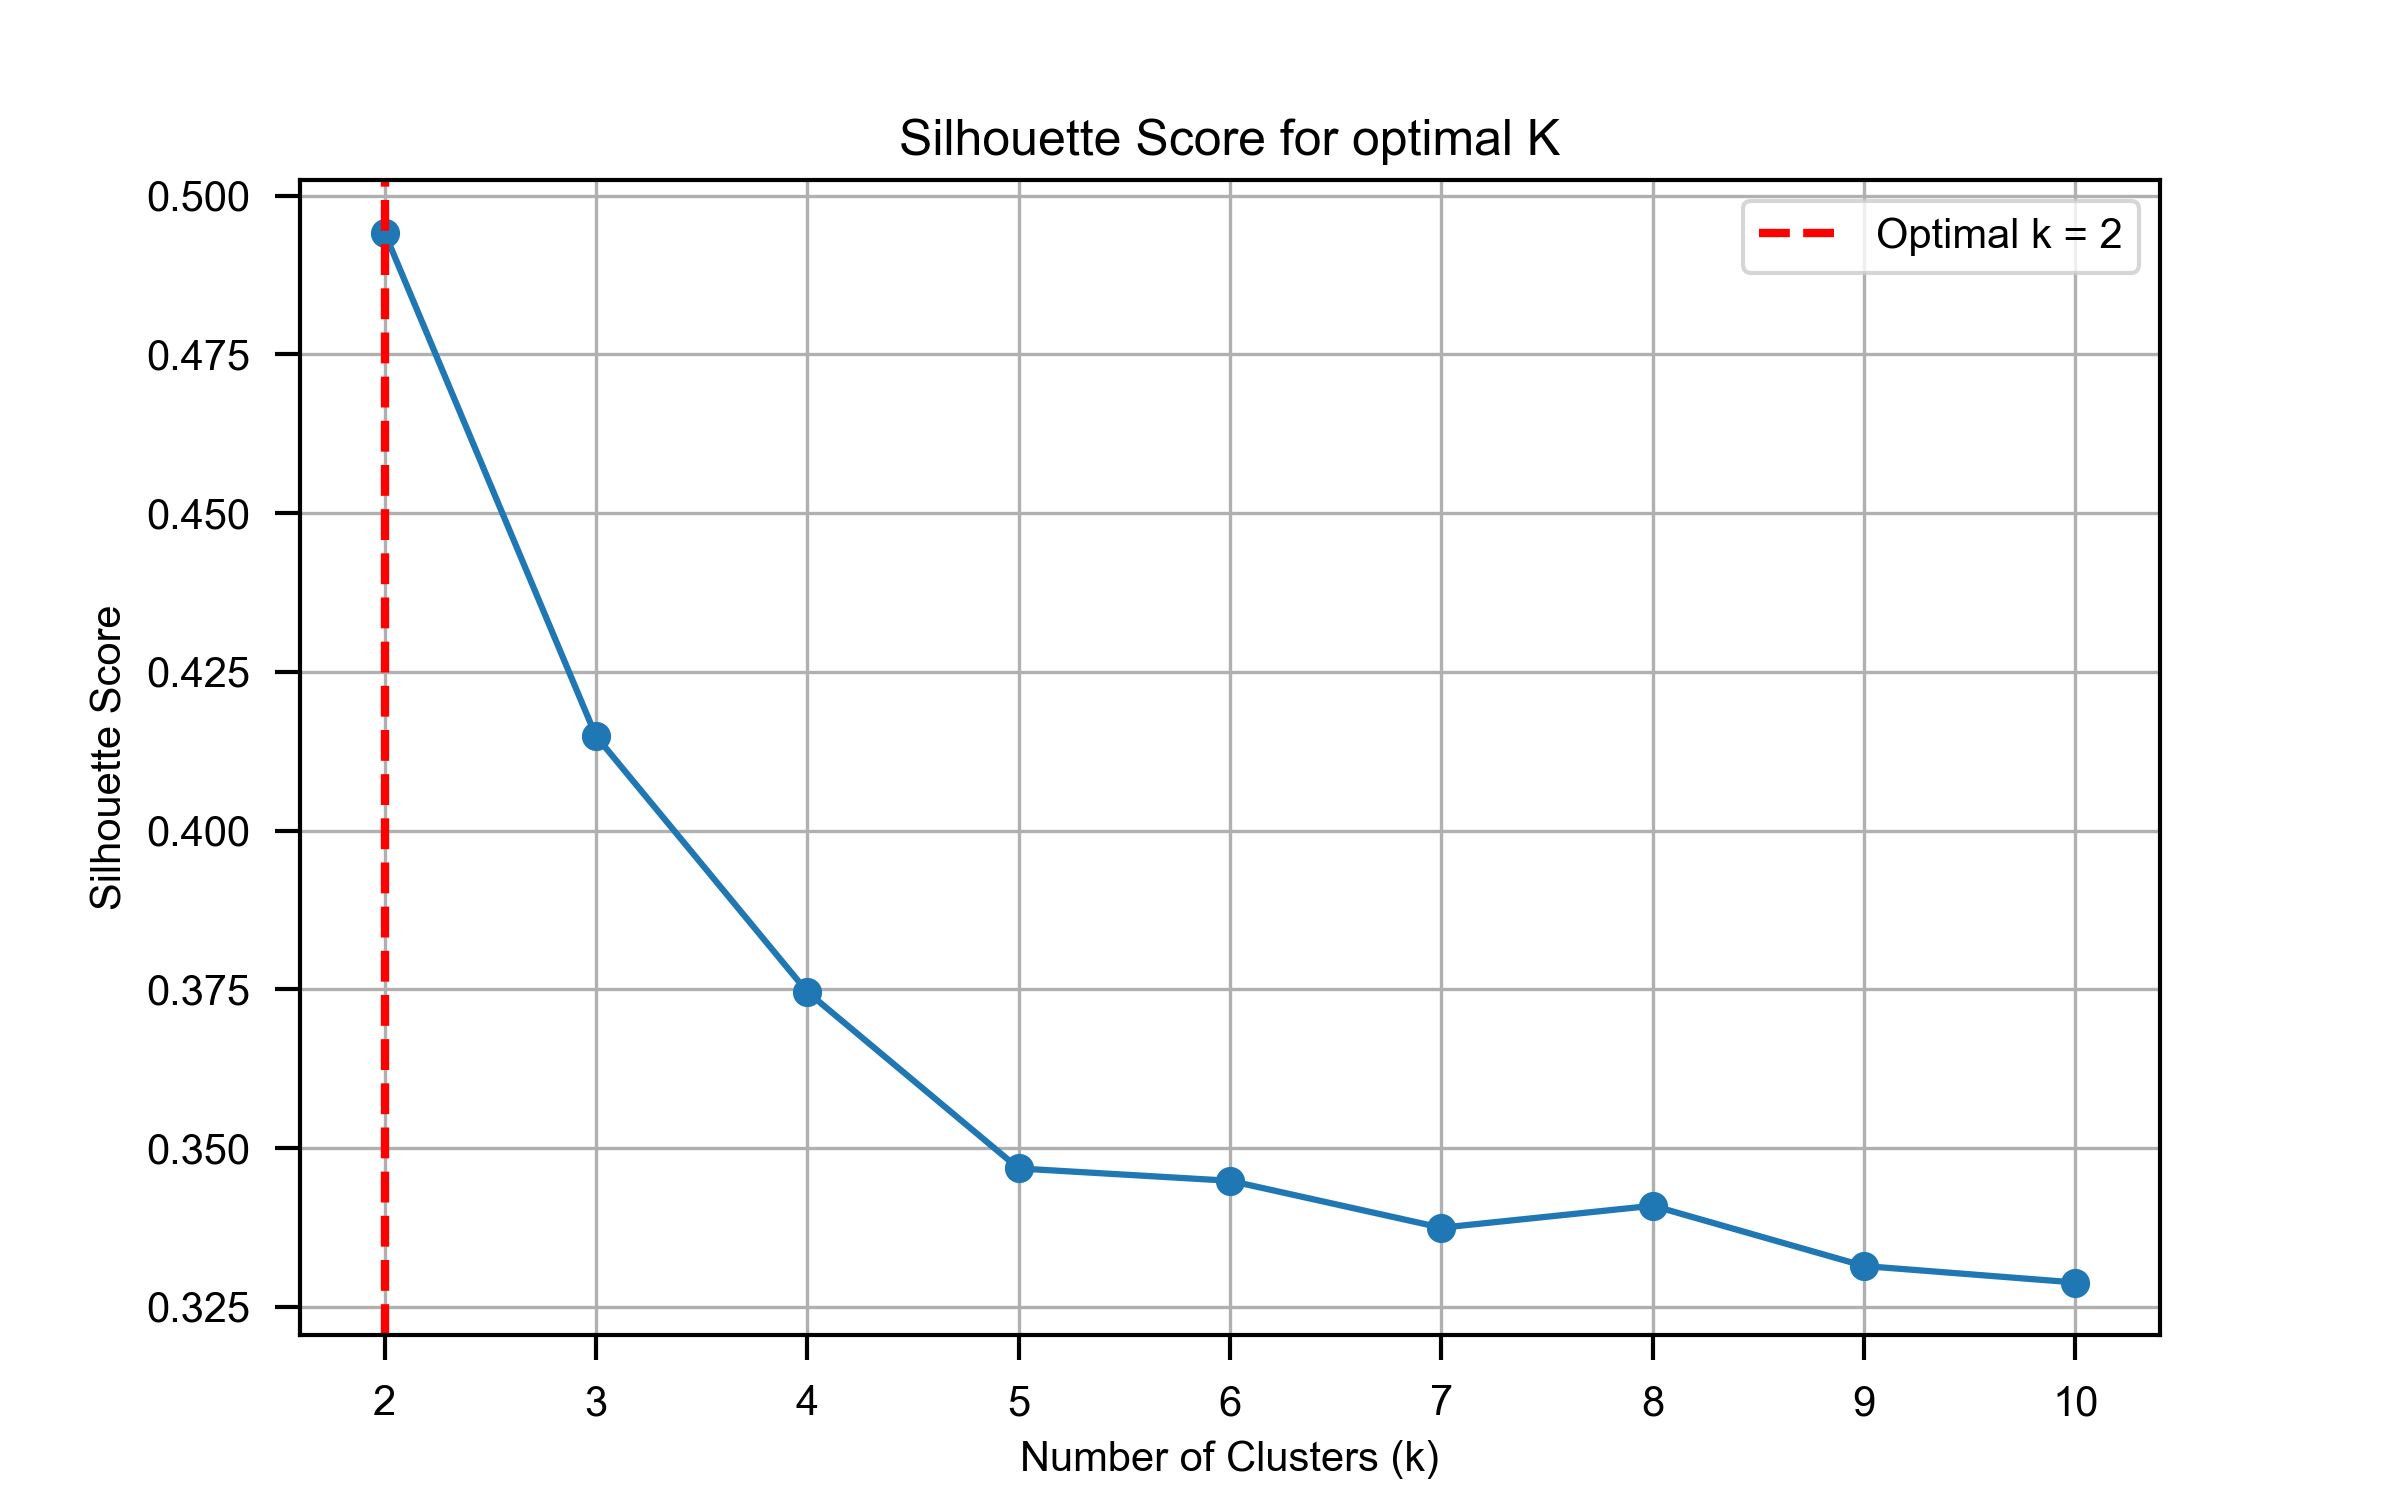 Silhouette Score for optimal K
Optimal k = 2
Silhouette Score
0.500
0.475
0.450
0.425
0.400
0.375
0.350
0.325
2 3 4 5 6 7 8 9 10
Number of Clusters (k)